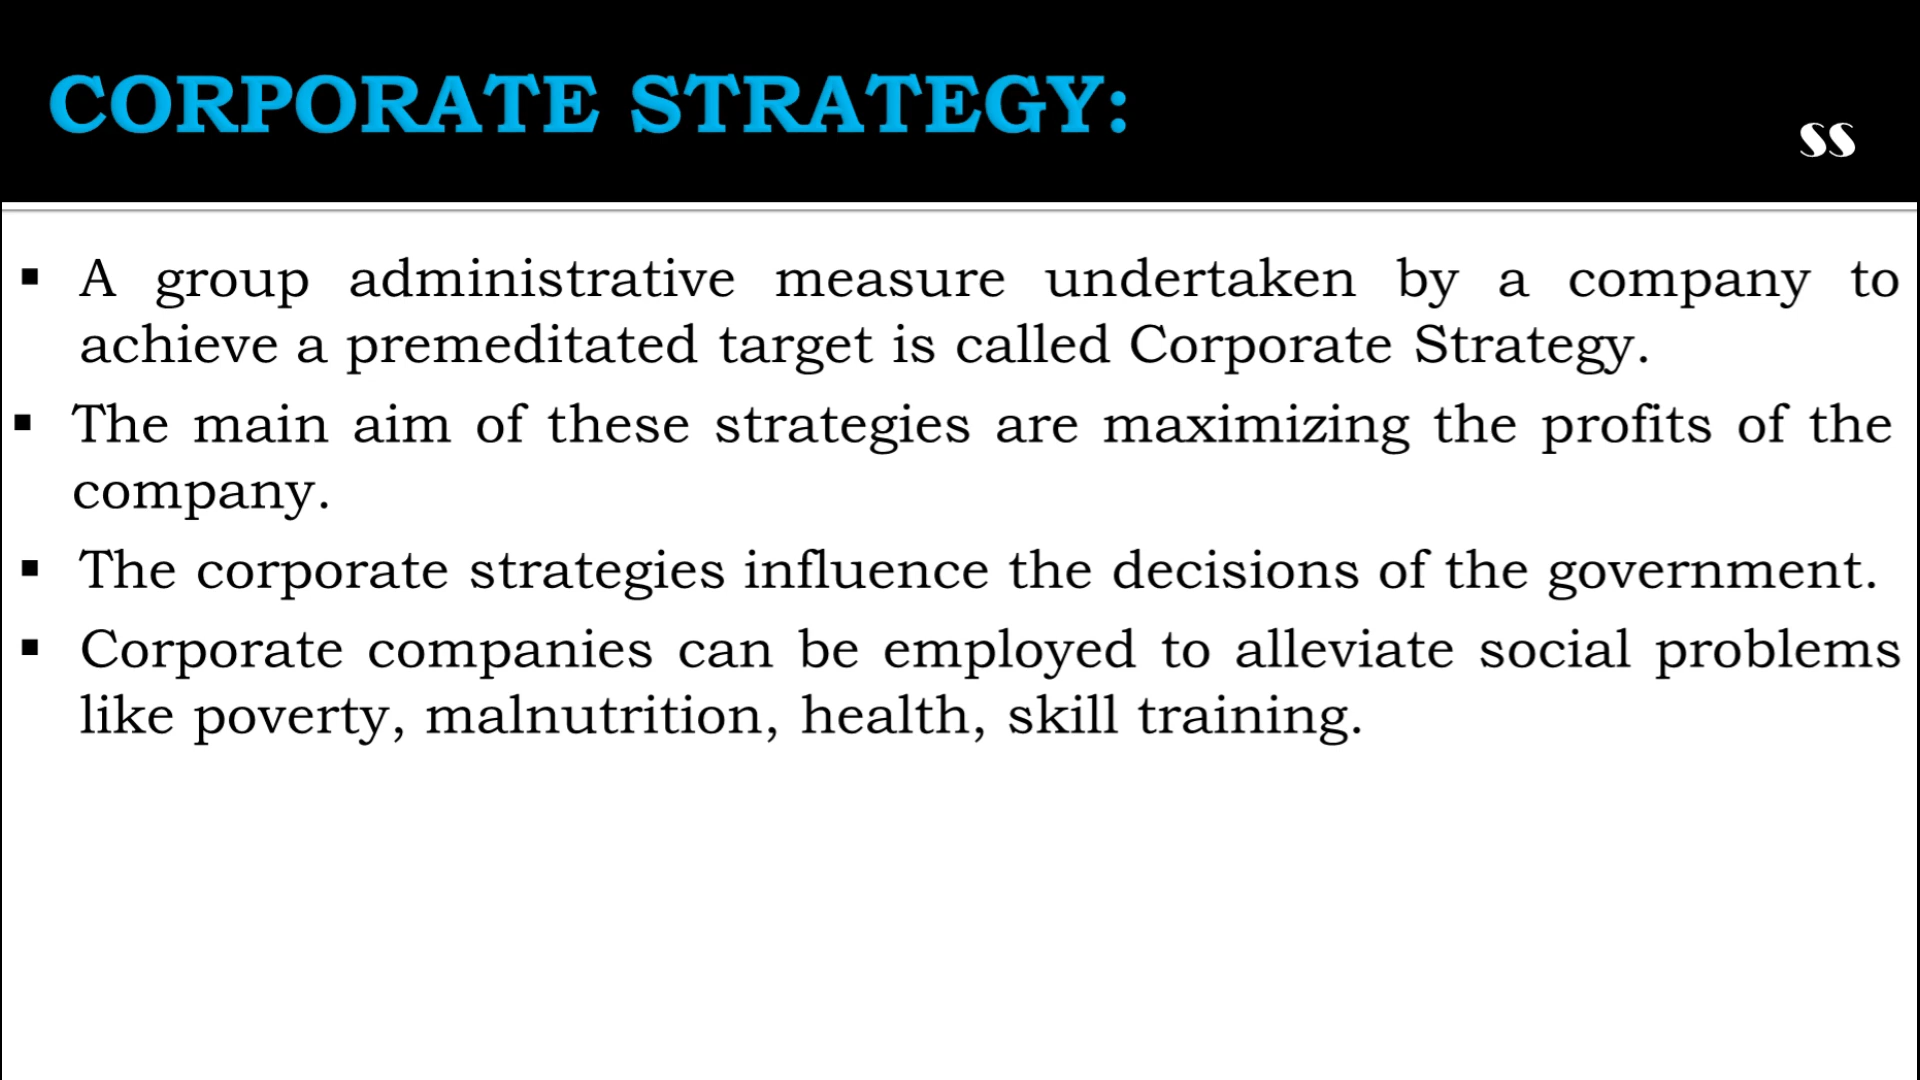 CORPORATE STRATEGY:
SS
▪ A group administrative measure undertaken by a company to
achieve a premeditated target is called Corporate Strategy.
▪ The main aim of these strategies are maximizing the profits of the
company.
▪ The corporate strategies influence the decisions of the government.
▪ Corporate companies can be employed to alleviate social problems
like poverty, malnutrition, health, skill training.